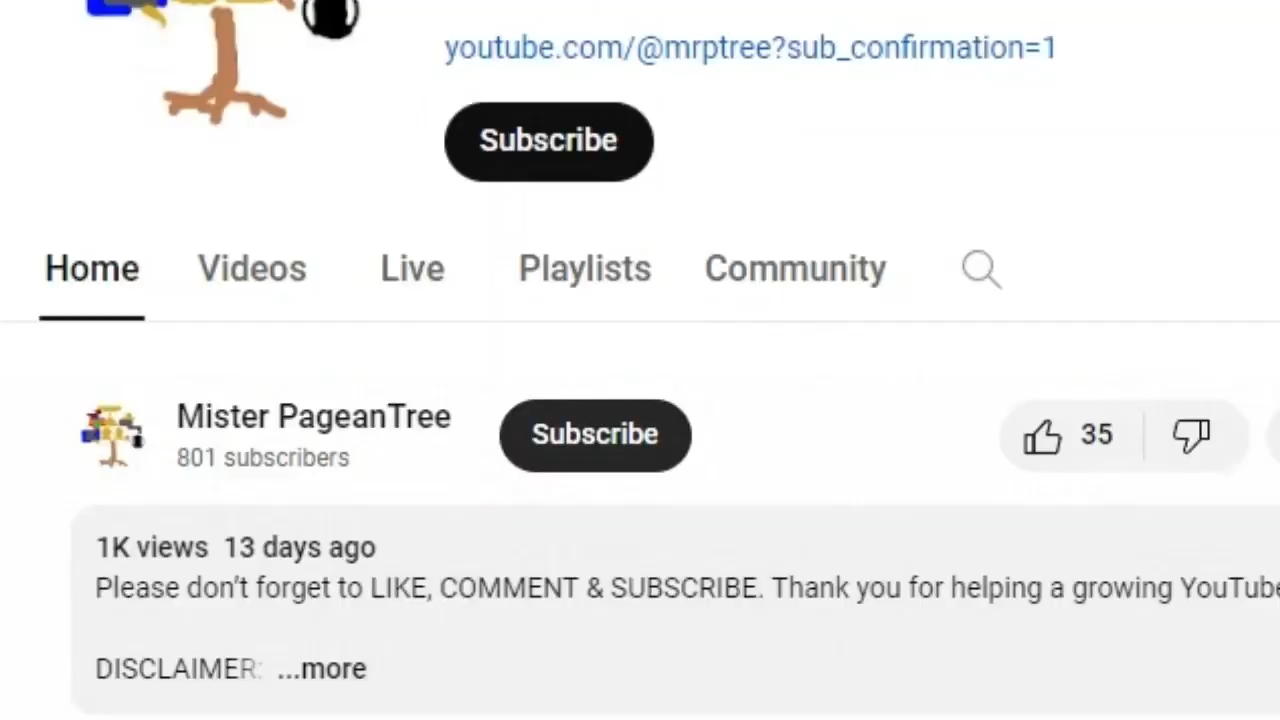 youtube.com/@mrptree?sub_confirmation=1
Subscribe
Home Videos Live Playlists Community
Mister PageanTree
801 subscribers
Subscribe
35
1K views 13 days ago
Please don't forget to LIKE, COMMENT & SUBSCRIBE. Thank you for helping a growing YouTube
DISCLAIMER: ...more